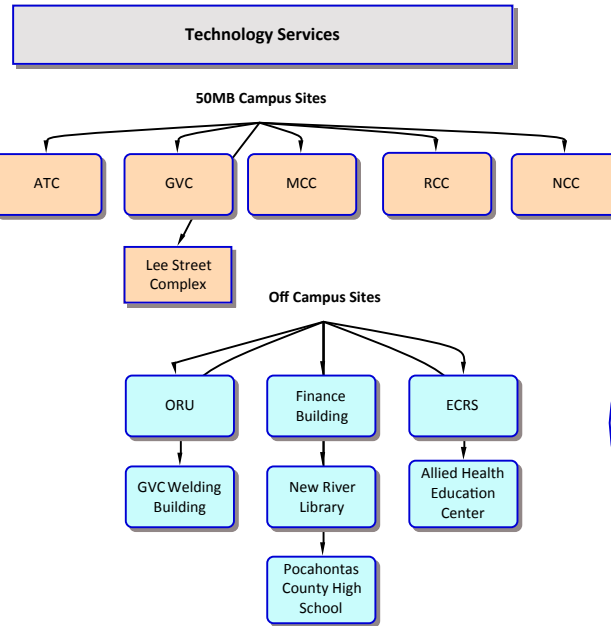 Technology Services
50MB Campus Sites
ATC
GVC
MCC
RCC
NCC
Lee Street
Complex
Off Campus Sites
ORU
Finance
Building
ECRS
GVC Welding
Building
New River
Library
Allied Health
Education
Center
Pocahontas
County High
School